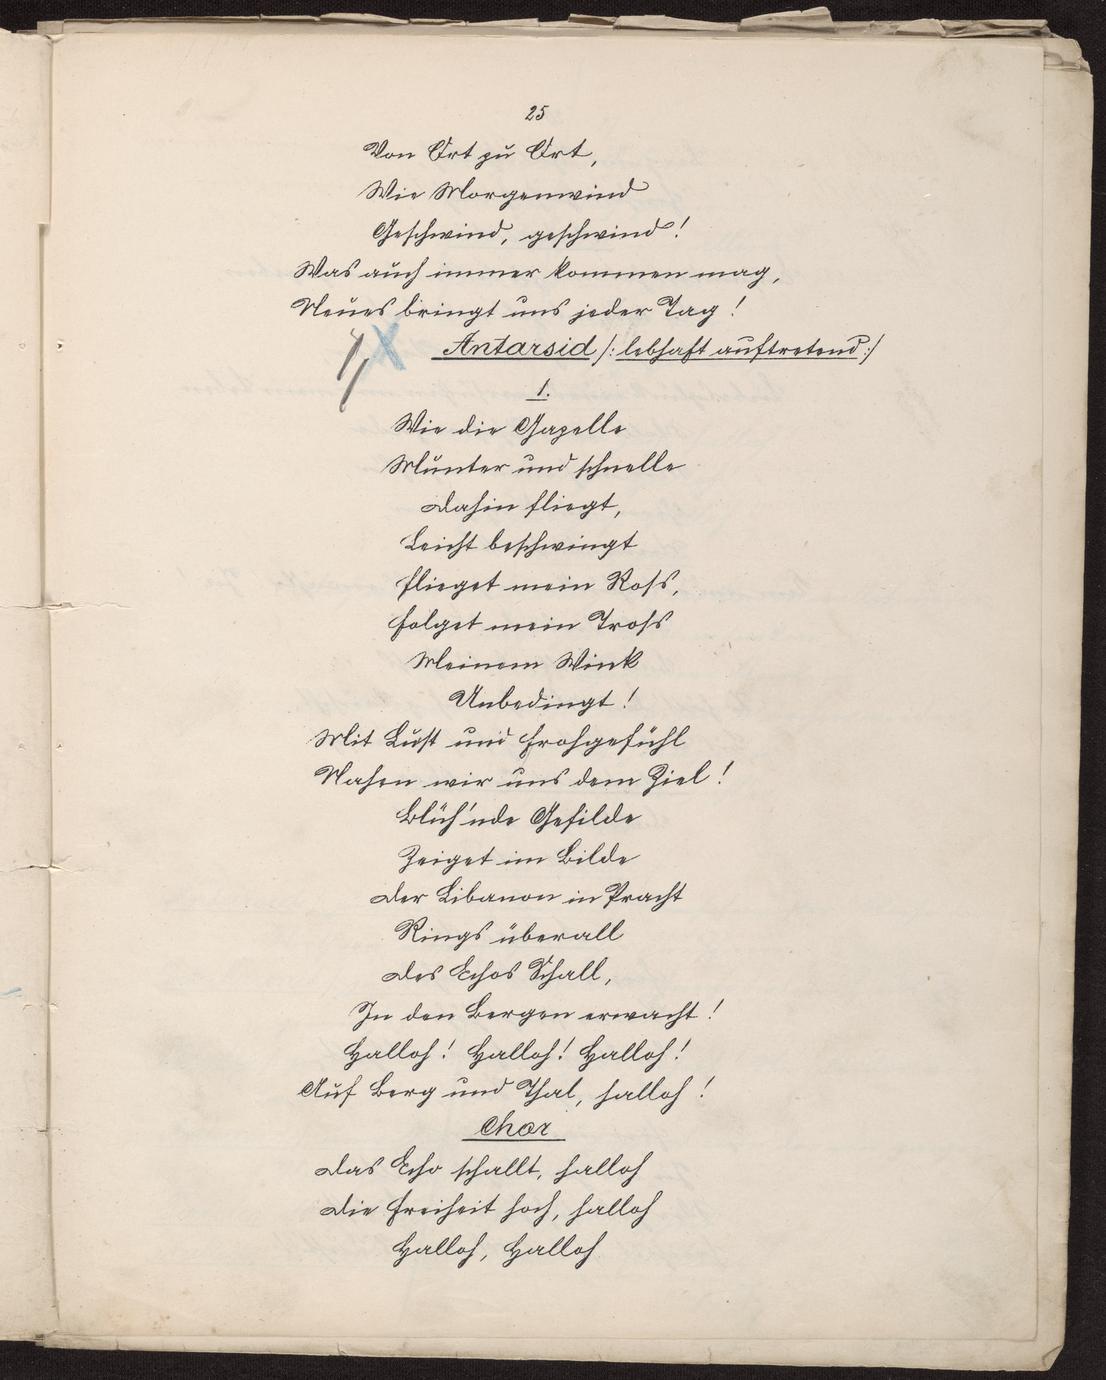 25
Von Ort zu Ort,
Wie Morgenwind
Geschwind, geschwind!
Was auch immer kommen mag,
Neues bringt uns jeder Tag!
Antarsid /: lebhaft auftretend :/
1.
Wie die Gazelle
Munter und schnelle
Dahin fliegt,
Leicht beschwingt
Flieget mein Ross,
Folget mein Tross
Meinem Wink
Unbedingt!
Mit Lust und Frohgefühl
Nahen wir uns dem Ziel!
Blüh'nde Gefilde
Zeiget im Bilde
Der Libanon in Pracht
Rings überall
Des Echos Schall,
In den Bergen erwacht!
Halloh! Halloh! Halloh!
Auf Berg und Thal, halloh!
Chor
Das Echo schallt, halloh
Die Freiheit hoch, halloh
Halloh, Halloh